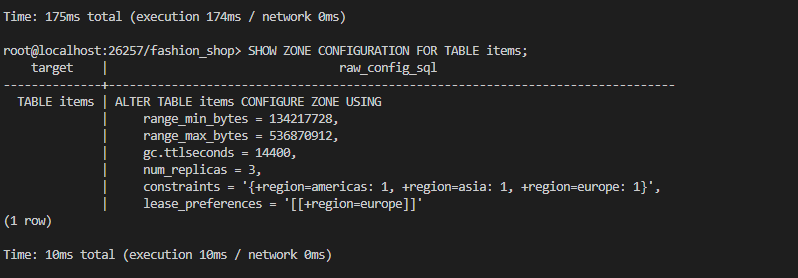 Time: 175ms total (execution 174ms / network 0ms)
root@localhost:26257/fashion_shop> SHOW ZONE CONFIGURATION FOR TABLE items;
target | raw_config_sql
--------------+---------------------------------------------------------------------------
TABLE items | ALTER TABLE items CONFIGURE ZONE USING
| range_min_bytes = 134217728,
| range_max_bytes = 536870912,
| gc.ttlseconds = 14400,
| num_replicas = 3,
| constraints = '{+region=americas: 1, +region=asia: 1, +region=europe: 1}',
| lease_preferences = '[[+region=europe]]'
(1 row)
Time: 10ms total (execution 10ms / network 0ms)